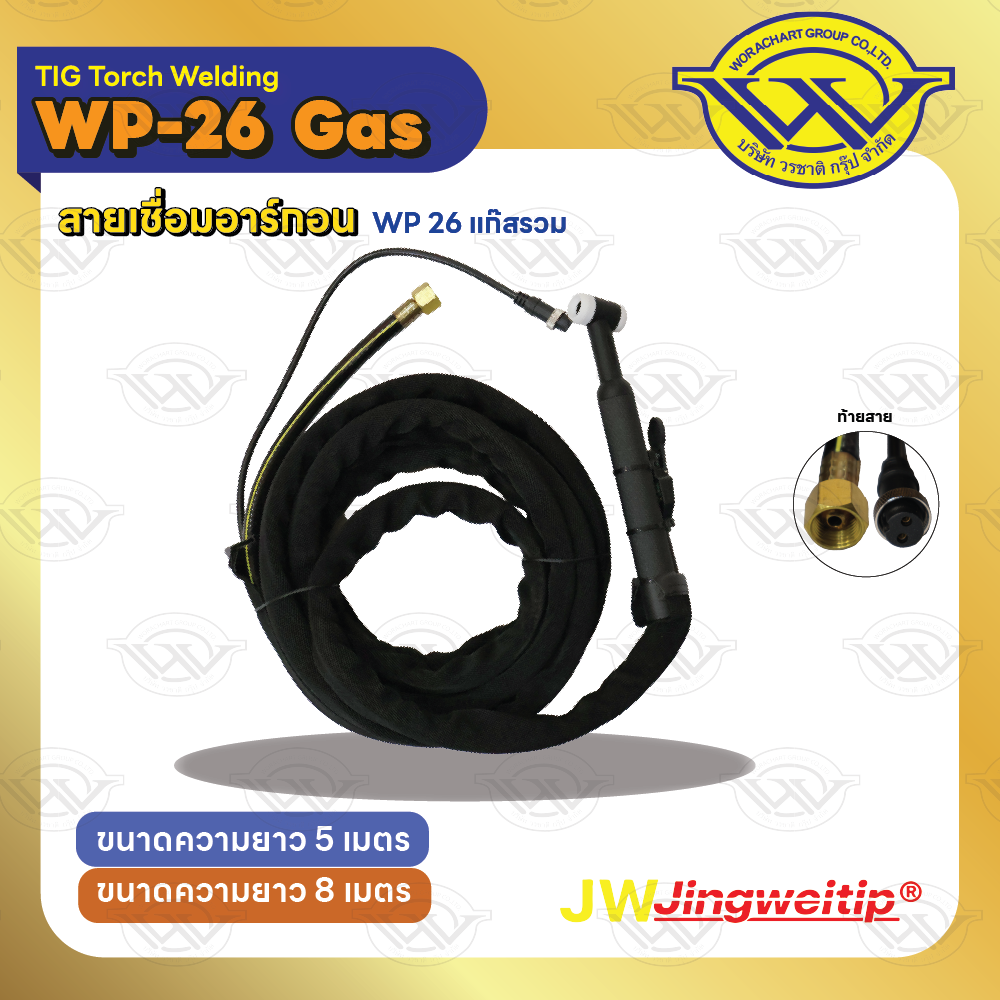 TIG Torch Welding
WP-26 Gas
WORACHART GROUP CO,LTD.
W
บริษัท วรชาติ กรุ๊ป จำกัด
สายเชื่อมอาร์กอน WP 26 แก๊สรวม
ท้ายสาย
ขนาดความยาว 5 เมตร
ขนาดความยาว 8 เมตร
JW Jingweitip®